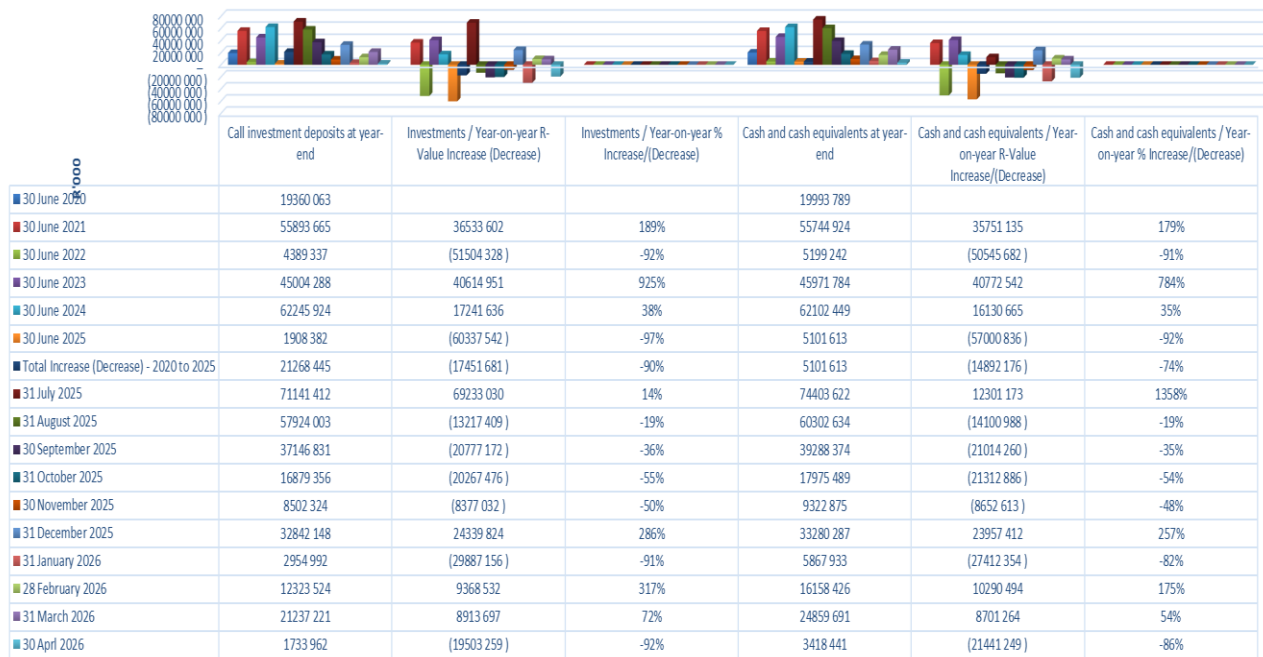 80000 000
60000 000
40000 000
20000 000
–
(20000 000 )
(40000 000 )
(60000 000 )
(80000 000 )
R'000
Call investment deposits at year-end | Investments / Year-on-year R-Value Increase (Decrease) | Investments / Year-on-year % Increase/(Decrease) | Cash and cash equivalents at year-end | Cash and cash equivalents / Year-on-year R-Value Increase/(Decrease) | Cash and cash equivalents / Year-on-year % Increase/(Decrease)
30 June 2020 19360 063 19993 789
30 June 2021 55893 665 36533 602 189% 55744 924 35751 135 179%
30 June 2022 4389 337 (51504 328 ) -92% 5199 242 (50545 682 ) -91%
30 June 2023 45004 288 40614 951 925% 45971 784 40772 542 784%
30 June 2024 62245 924 17241 636 38% 62102 449 16130 665 35%
30 June 2025 1908 382 (60337 542 ) -97% 5101 613 (57000 836 ) -92%
Total Increase (Decrease) - 2020 to 2025 21268 445 (17451 681 ) -90% 5101 613 (14892 176 ) -74%
31 July 2025 71141 412 69233 030 14% 74403 622 12301 173 1358%
31 August 2025 57924 003 (13217 409 ) -19% 60302 634 (14100 988 ) -19%
30 September 2025 37146 831 (20777 172 ) -36% 39288 374 (21014 260 ) -35%
31 October 2025 16879 356 (20267 476 ) -55% 17975 489 (21312 886 ) -54%
30 November 2025 8502 324 (8377 032 ) -50% 9322 875 (8652 613 ) -48%
31 December 2025 32842 148 24339 824 286% 33280 287 23957 412 257%
31 January 2026 2954 992 (29887 156 ) -91% 5867 933 (27412 354 ) -82%
28 February 2026 12323 524 9368 532 317% 16158 426 10290 494 175%
31 March 2026 21237 221 8913 697 72% 24859 691 8701 264 54%
30 Aprl 2026 1733 962 (19503 259 ) -92% 3418 441 (21441 249 ) -86%